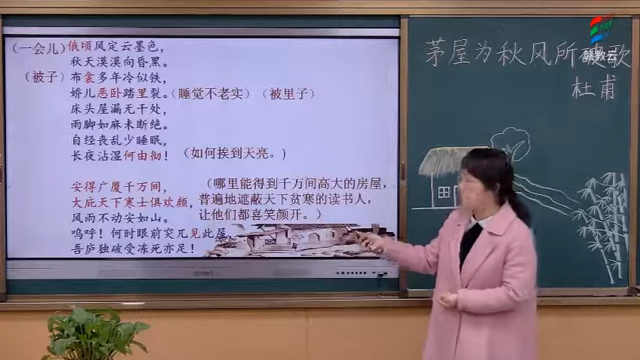 （一会儿）俄顷风定云墨色，
秋天漠漠向昏黑。
（被子）布衾多年冷似铁，
娇儿恶卧踏里裂。（睡觉不老实）（被里子）
床头屋漏无干处，
雨脚如麻未断绝。
自经丧乱少睡眠，
长夜沾湿何由彻！（如何挨到天亮。）
安得广厦千万间，
大庇天下寒士俱欢颜，
风雨不动安如山。
呜呼！何时眼前突兀见此屋，
吾庐独破受冻死亦足！
（哪里能得到千万间高大的房屋，
普遍地遮蔽天下贫寒的读书人，
让他们都喜笑颜开。）
茅屋为秋风所破歌
杜甫